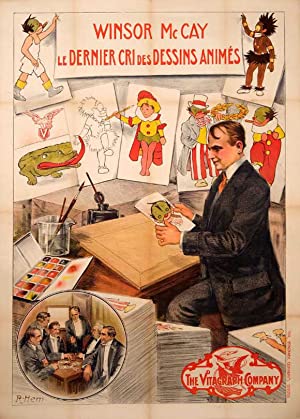 WINSOR McCAY
LE DERNIER CRI DES DESSINS ANIMÉS
THE VITAGRAPH COMPANY